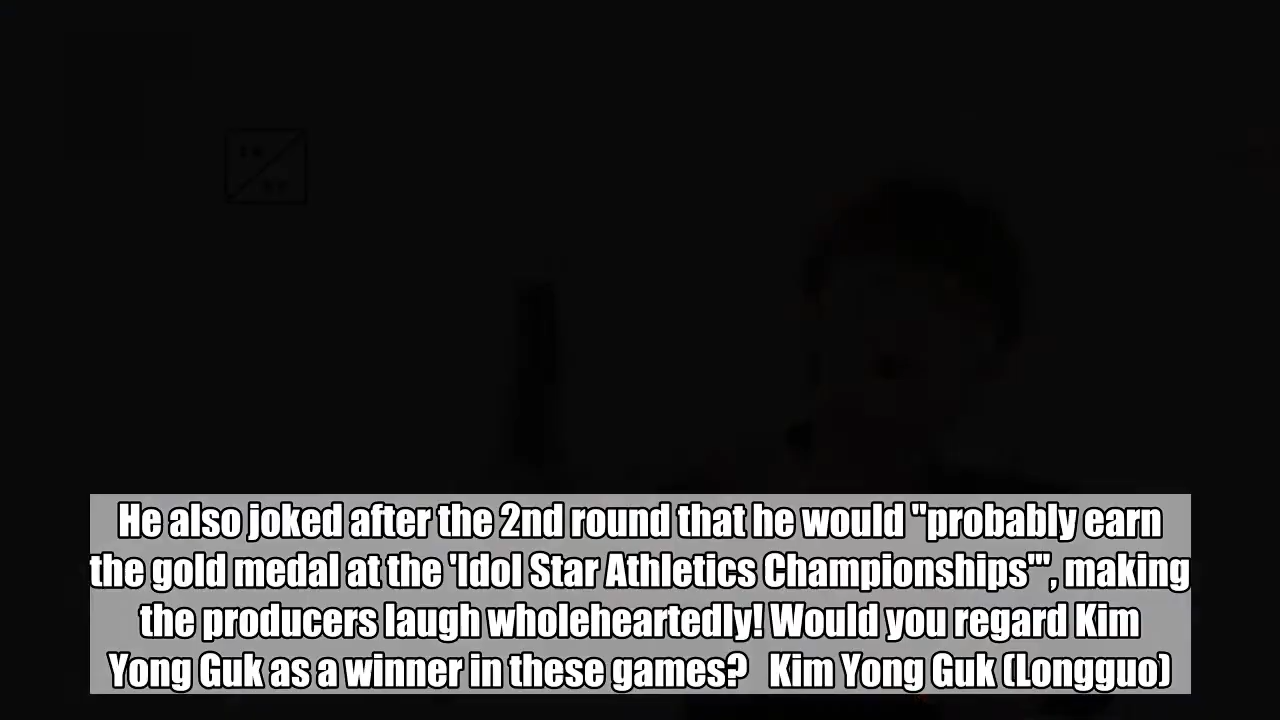 He also joked after the 2nd round that he would "probably earn
the gold medal at the 'Idol Star Athletics Championships'", making
the producers laugh wholeheartedly! Would you regard Kim
Yong Guk as a winner in these games?   Kim Yong Guk (Longguo)